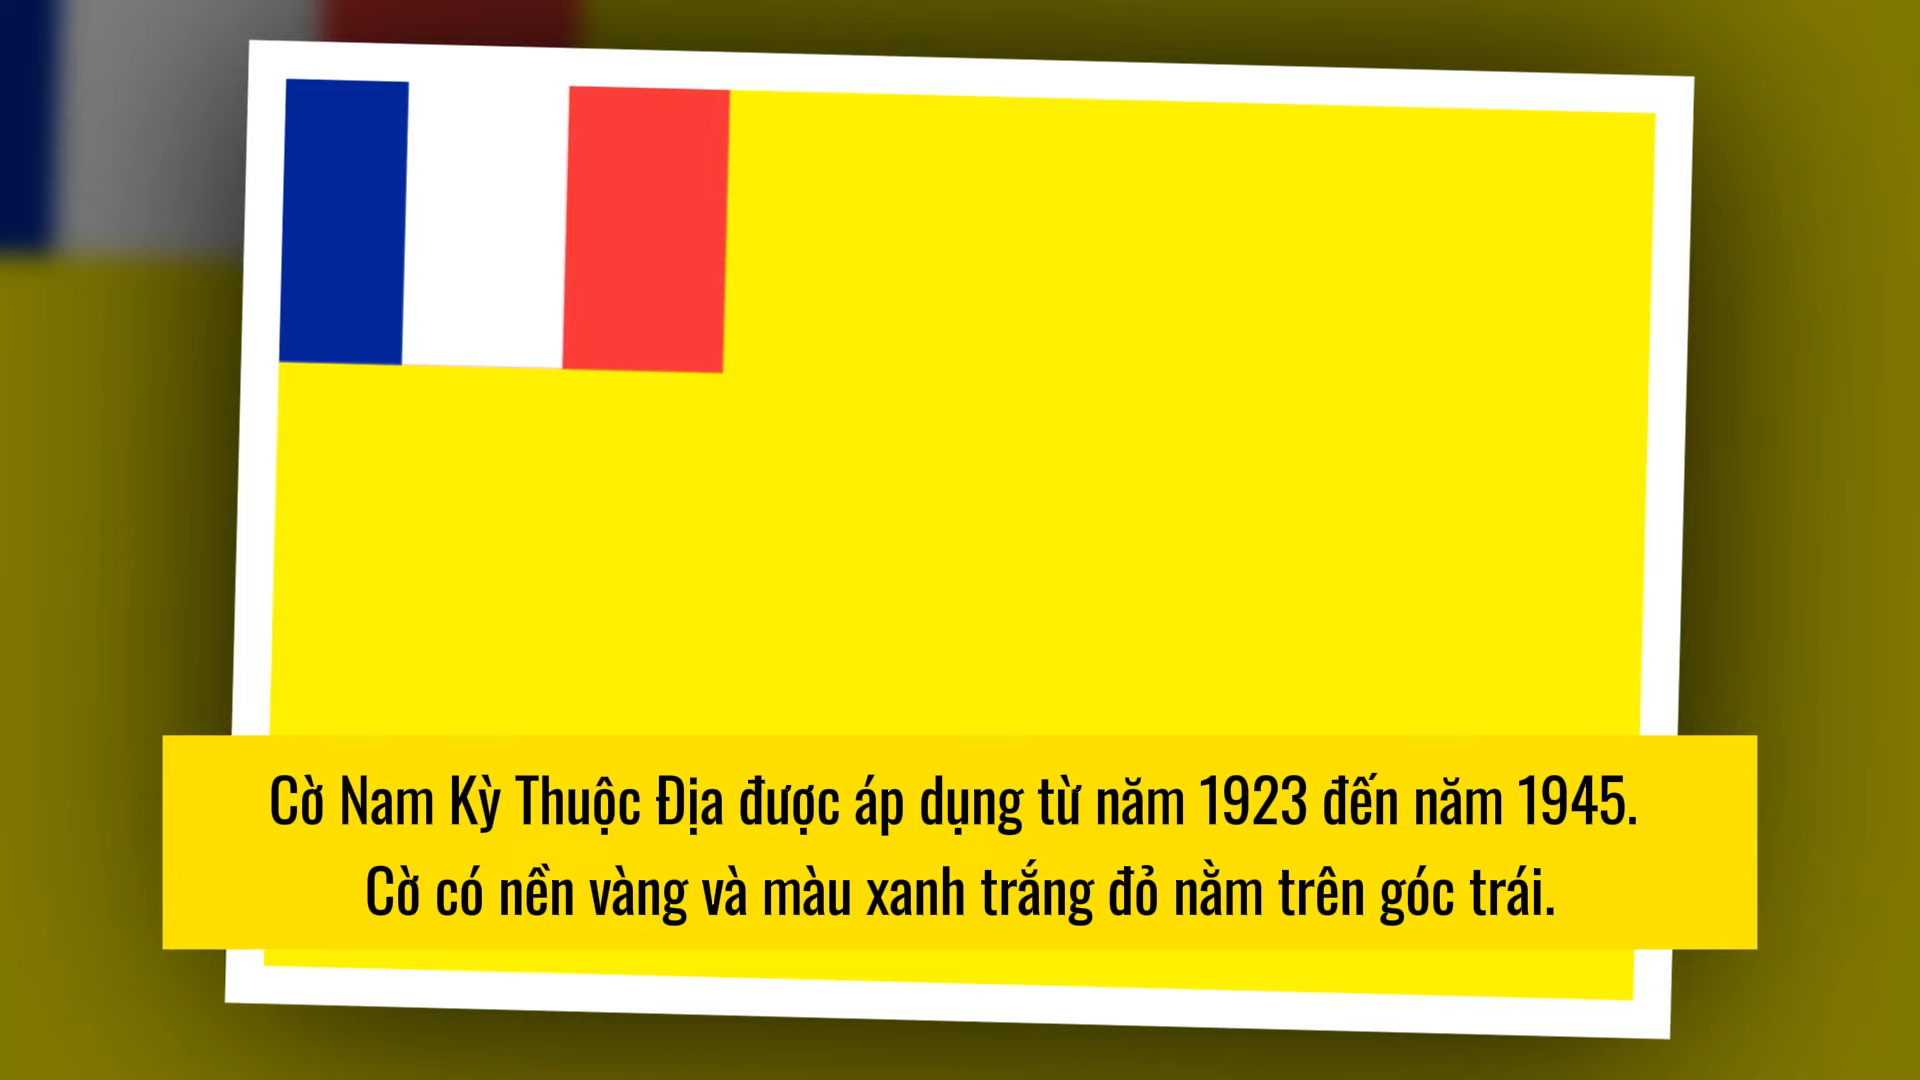 Cờ Nam Kỳ Thuộc Địa được áp dụng từ năm 1923 đến năm 1945.
Cờ có nền vàng và màu xanh trắng đỏ nằm trên góc trái.